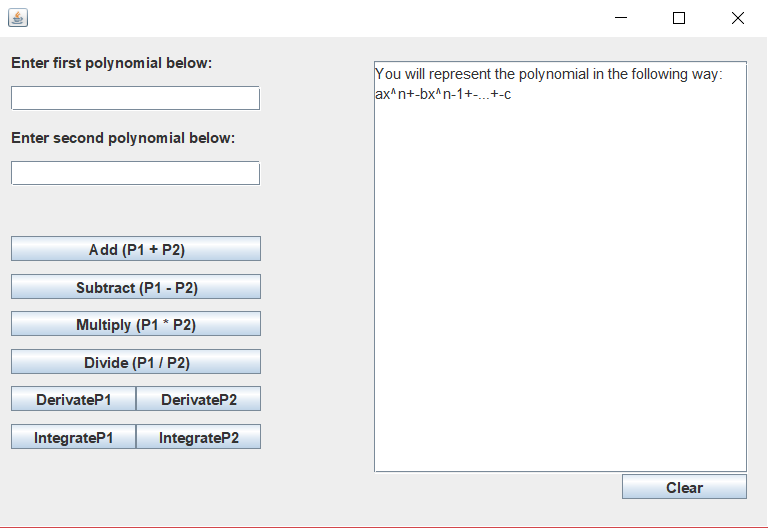 Enter first polynomial below:
Enter second polynomial below:
Add (P1 + P2)
Subtract (P1 - P2)
Multiply (P1 * P2)
Divide (P1 / P2)
DerivateP1 DerivateP2
IntegrateP1 IntegrateP2
You will represent the polynomial in the following way:
ax^n+-bx^n-1+-...+-c
Clear